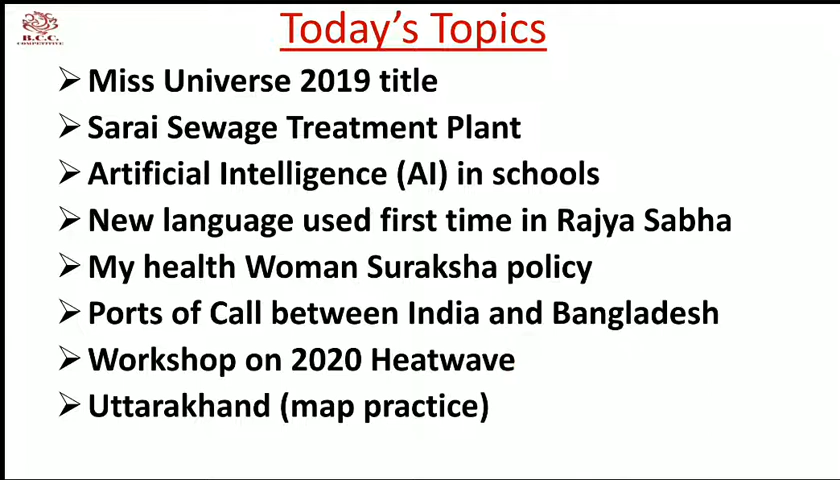 B.C.C.
COMPETITIVE
Today's Topics
Miss Universe 2019 title
Sarai Sewage Treatment Plant
Artificial Intelligence (AI) in schools
New language used first time in Rajya Sabha
My health Woman Suraksha policy
Ports of Call between India and Bangladesh
Workshop on 2020 Heatwave
Uttarakhand (map practice)